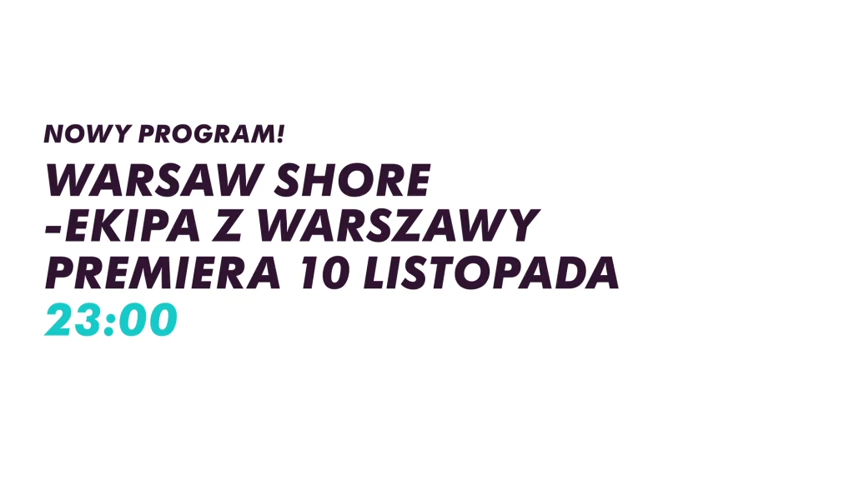 NOWY PROGRAM!
WARSAW SHORE
-EKIPA Z WARSZAWY
PREMIERA 10 LISTOPADA
23:00